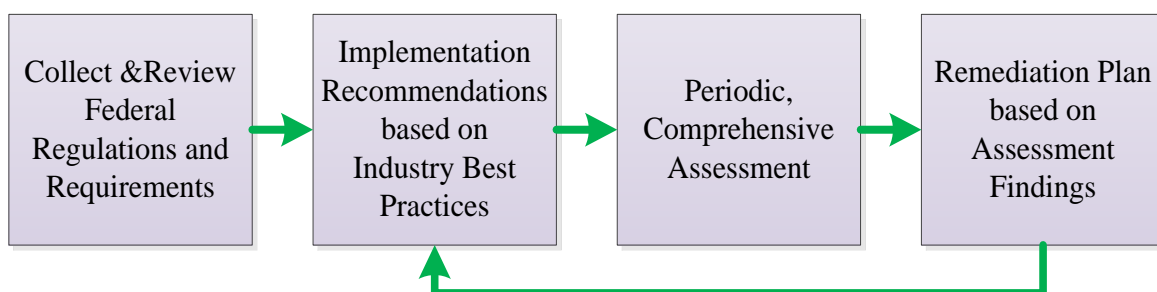 Collect &Review
Federal
Regulations and
Requirements
Implementation
Recommendations
based on
Industry Best
Practices
Periodic,
Comprehensive
Assessment
Remediation Plan
based on
Assessment
Findings